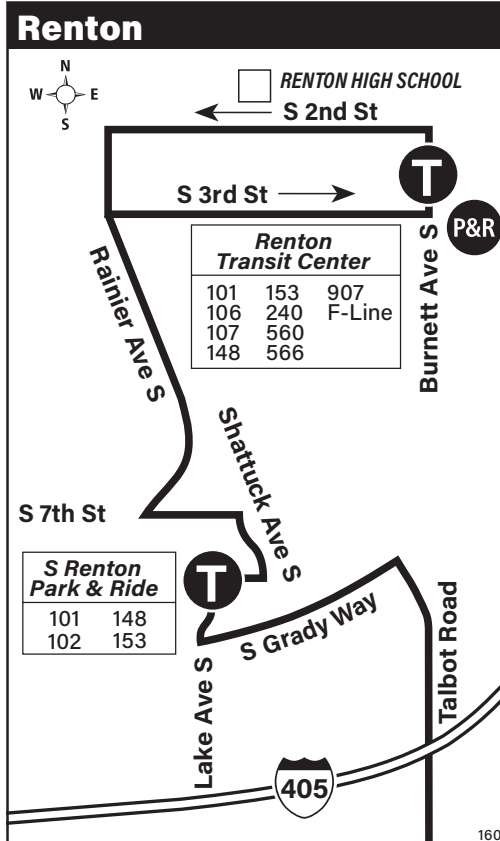 Renton
N
W E
S
RENTON HIGH SCHOOL
S 2nd St
T
S 3rd St
P&R
Renton
Transit Center
101 153 907
106 240 F-Line
107 560
148 566
Burnett Ave S
Rainier Ave S
Shattuck Ave S
S 7th St
S Renton
Park & Ride
101 148
102 153
T
S Grady Way
Lake Ave S
Talbot Road
405
160